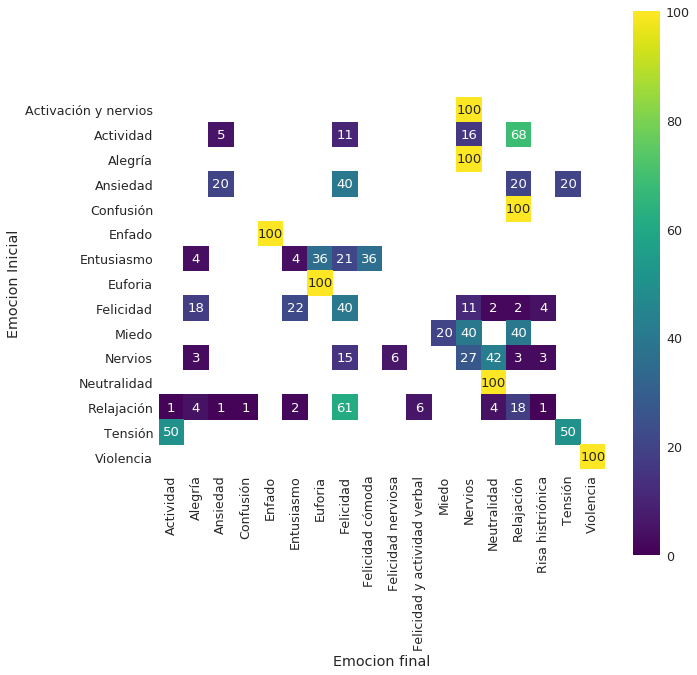 100
Activación y nervios 100
Actividad 5 11 16 68
80
Alegría 100
Ansiedad 20 40 20 20
Confusión 100
Enfado 100
60
Entusiasmo 4 4 36 21 36
Euforia 100
Felicidad 18 22 40 11 2 2 4
40
Miedo 20 40 40
Nervios 3 15 6 27 42 3 3
Neutralidad 100
Relajación 1 4 1 1 2 61 6 4 18 1
Tensión 50 50
20
Violencia 100
0
Emocion Inicial
Actividad
Alegría
Ansiedad
Confusión
Enfado
Entusiasmo
Euforia
Felicidad
Felicidad cómoda
Felicidad nerviosa
Felicidad y actividad verbal
Miedo
Nervios
Neutralidad
Relajación
Risa histriónica
Tensión
Violencia
Emocion final